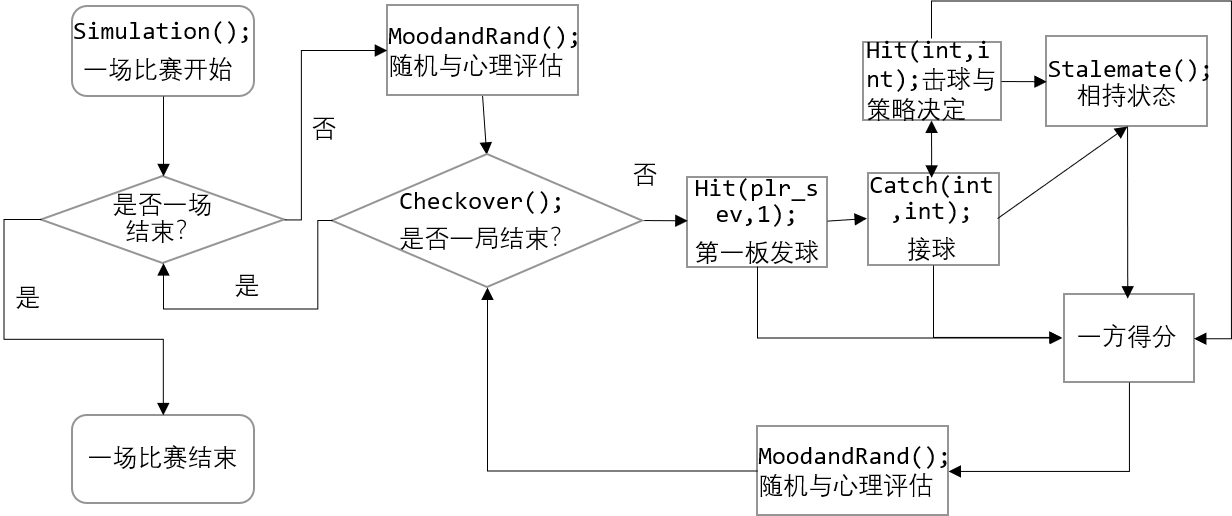 Simulation();
一场比赛开始
是否一场
结束?
是
一场比赛结束
否
MoodandRand();
随机与心理评估
Checkover();
是否一局结束?
是
否
Hit(plr_s
ev,1);
第一板发球
Hit(int,i
nt);击球与
策略决定
Catch(int
,int);
接球
Stalemate();
相持状态
一方得分
MoodandRand();
随机与心理评估